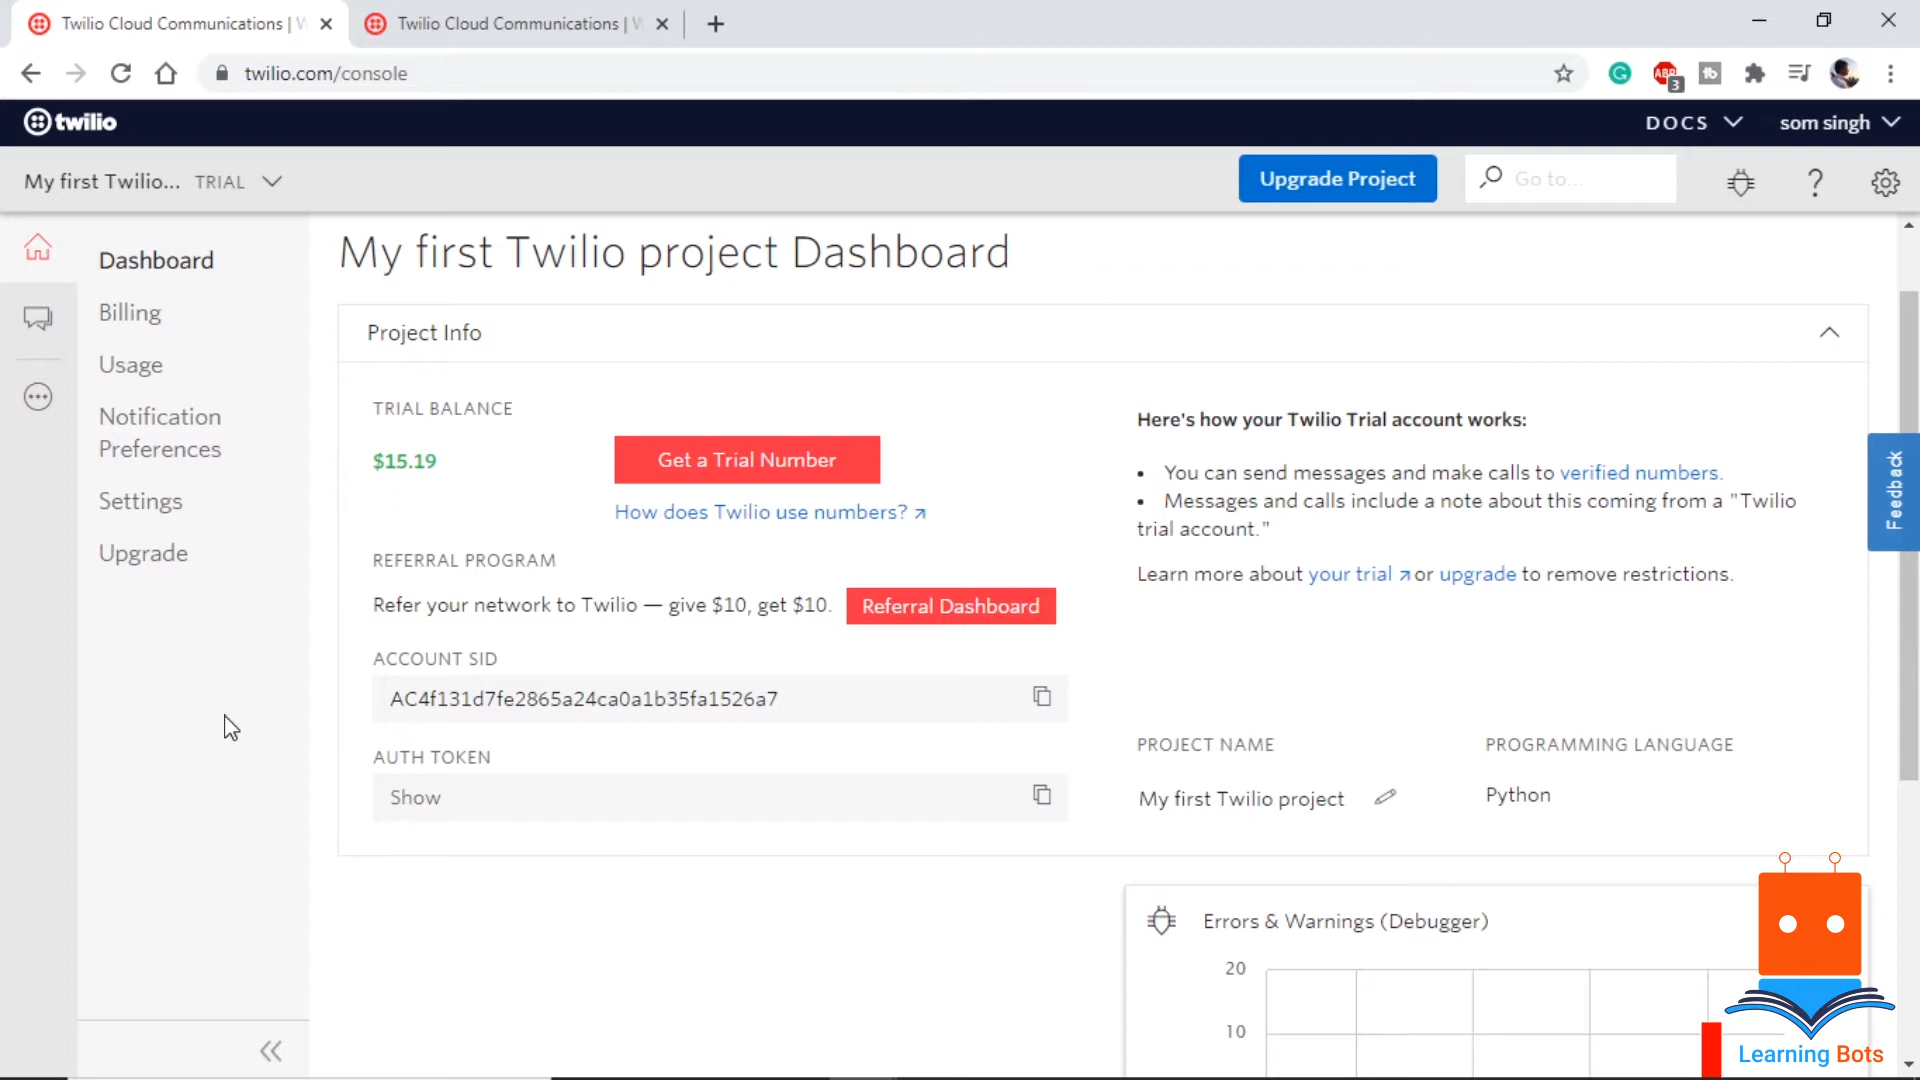 Twilio Cloud Communications | W
Twilio Cloud Communications | W
twilio.com/console
ABP
3
tb
twilio
DOCS
som singh
My first Twilio... TRIAL
Upgrade Project
Go to...
Dashboard
Billing
Usage
Notification
Preferences
Settings
Upgrade
My first Twilio project Dashboard
Project Info
TRIAL BALANCE
$15.19
Get a Trial Number
How does Twilio use numbers?
REFERRAL PROGRAM
Refer your network to Twilio — give $10, get $10.
Referral Dashboard
ACCOUNT SID
AC4f131d7fe2865a24ca0a1b35fa1526a7
AUTH TOKEN
Show
Here's how your Twilio Trial account works:
• You can send messages and make calls to verified numbers.
• Messages and calls include a note about this coming from a "Twilio
trial account."
Learn more about your trial or upgrade to remove restrictions.
PROJECT NAME
My first Twilio project
PROGRAMMING LANGUAGE
Python
Feedback
Errors & Warnings (Debugger)
20
10
Learning Bots